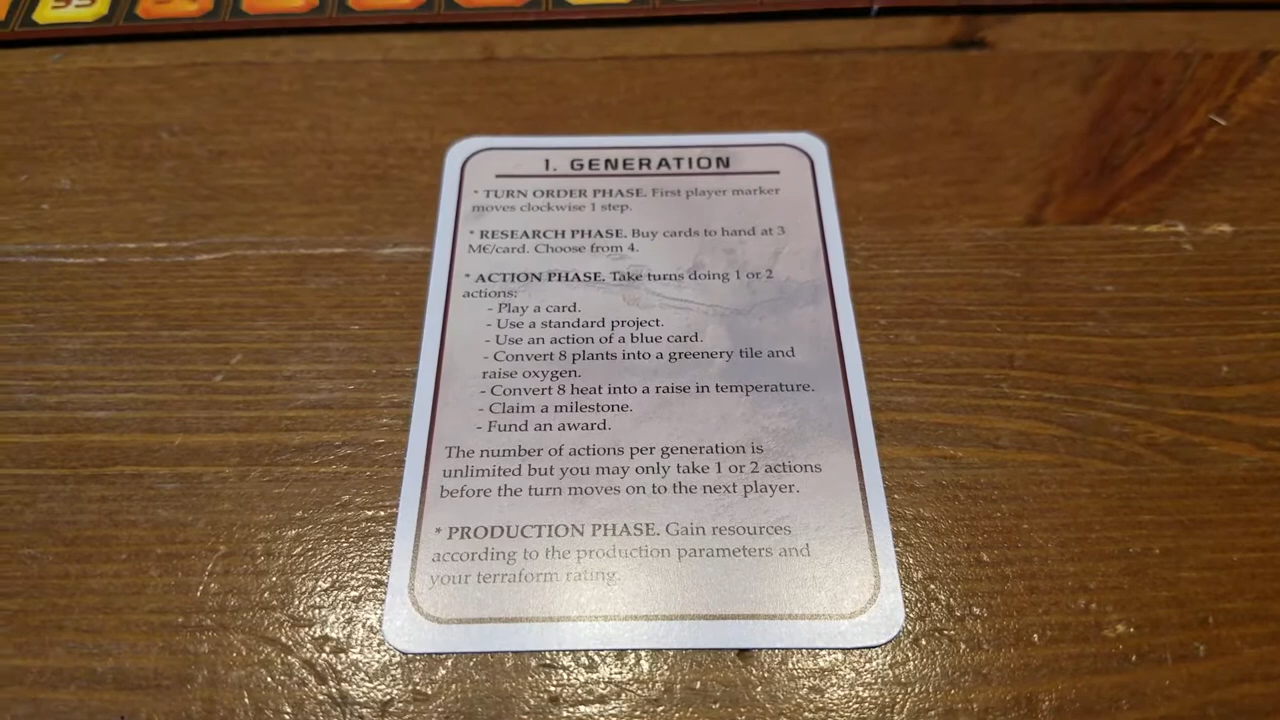 1. GENERATION
* TURN ORDER PHASE. First player marker
moves clockwise 1 step.
* RESEARCH PHASE. Buy cards to hand at 3
M€/card. Choose from 4.
* ACTION PHASE. Take turns doing 1 or 2
actions:
- Play a card.
- Use a standard project.
- Use an action of a blue card.
- Convert 8 plants into a greenery tile and
raise oxygen.
- Convert 8 heat into a raise in temperature.
- Claim a milestone.
- Fund an award.
The number of actions per generation is
unlimited but you may only take 1 or 2 actions
before the turn moves on to the next player.
* PRODUCTION PHASE. Gain resources
according to the production parameters and
your terraform rating.